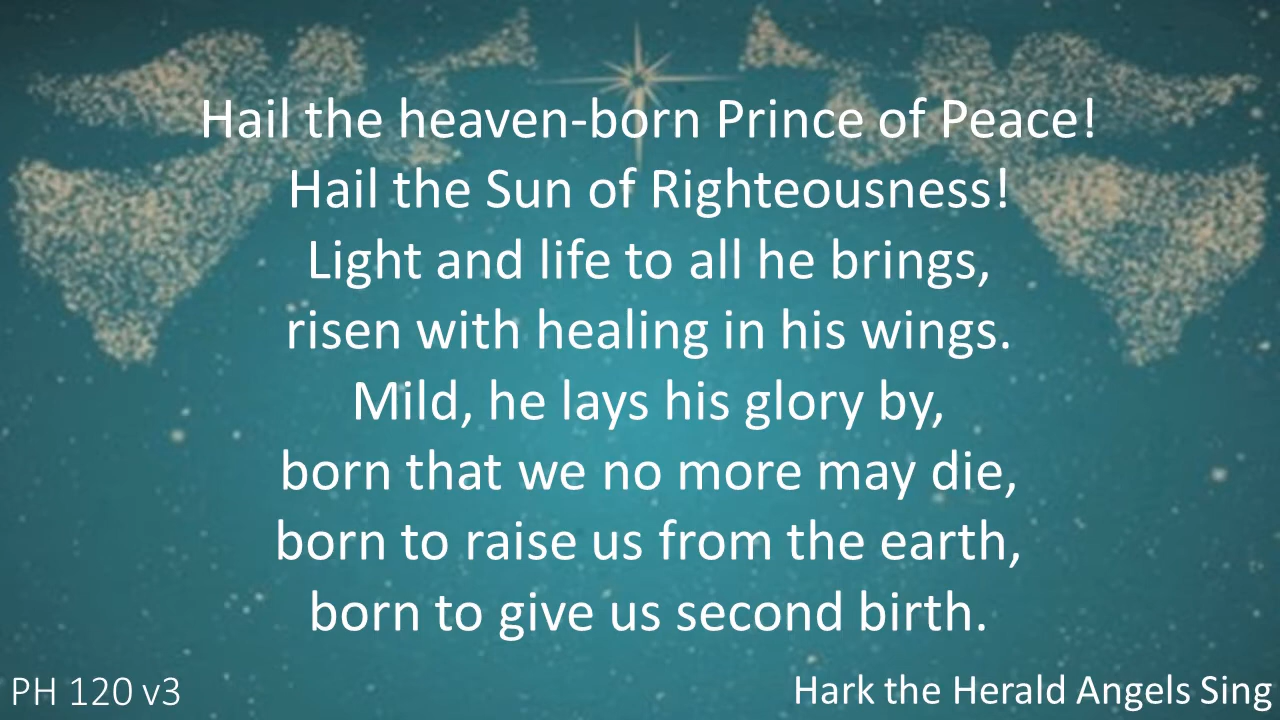 Hail the heaven-born Prince of Peace!
Hail the Sun of Righteousness!
Light and life to all he brings,
risen with healing in his wings.
Mild, he lays his glory by,
born that we no more may die,
born to raise us from the earth,
born to give us second birth.
PH 120 v3
Hark the Herald Angels Sing